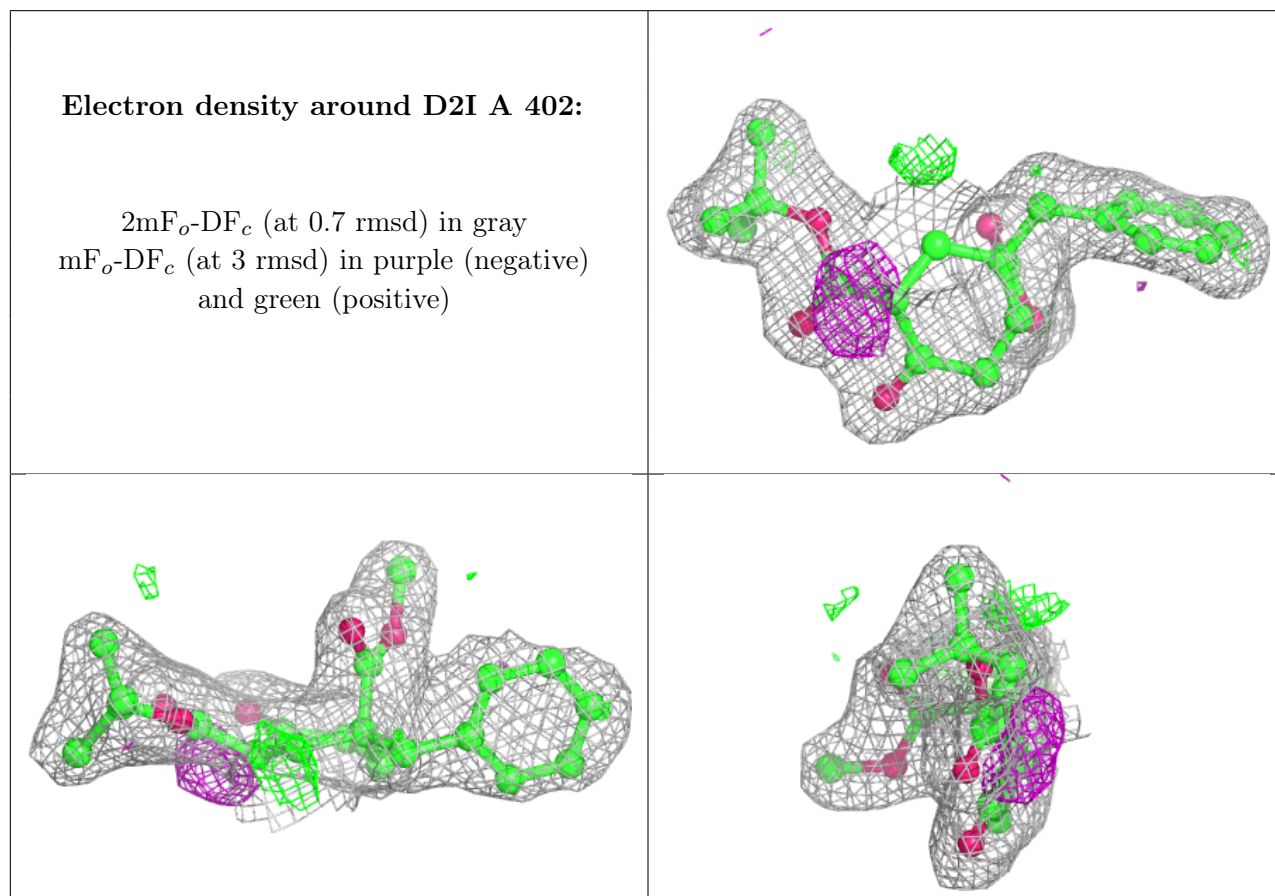 Electron density around D2I A 402:
2mFo-DFc (at 0.7 rmsd) in gray
mFo-DFc (at 3 rmsd) in purple (negative)
and green (positive)